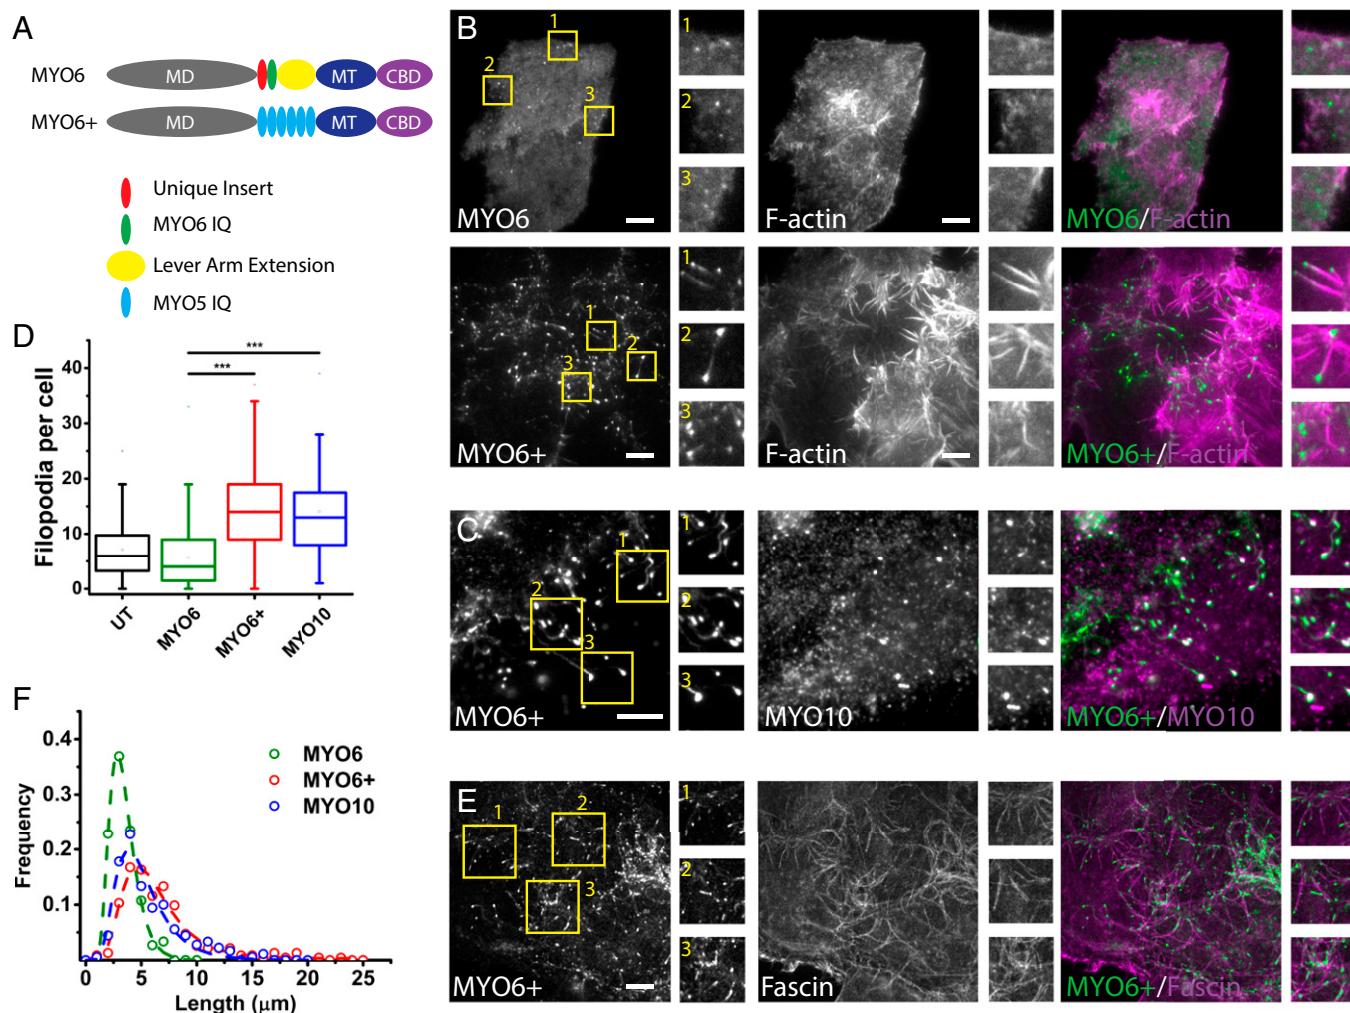 A
MYO6 MD MT CBD
MYO6+ MD MT CBD
Unique Insert
MYO6 IQ
Lever Arm Extension
MYO5 IQ
B
1
2
3
MYO6
1
2
3
F-actin
MYO6/F-actin
1
2
3
MYO6+
1
2
3
F-actin
MYO6+/F-actin
C
1
2
3
MYO6+
1
2
3
MYO10
MYO6+/MYO10
D
***
***
Filopodia per cell
40
30
20
10
0
UT MYO6 MYO6+ MYO10
E
1
2
3
MYO6+
1
2
3
Fascin
MYO6+/Fascin
F
MYO6
MYO6+
MYO10
Frequency
0.4
0.3
0.2
0.1
0.0
0 5 10 15 20 25
Length (μm)